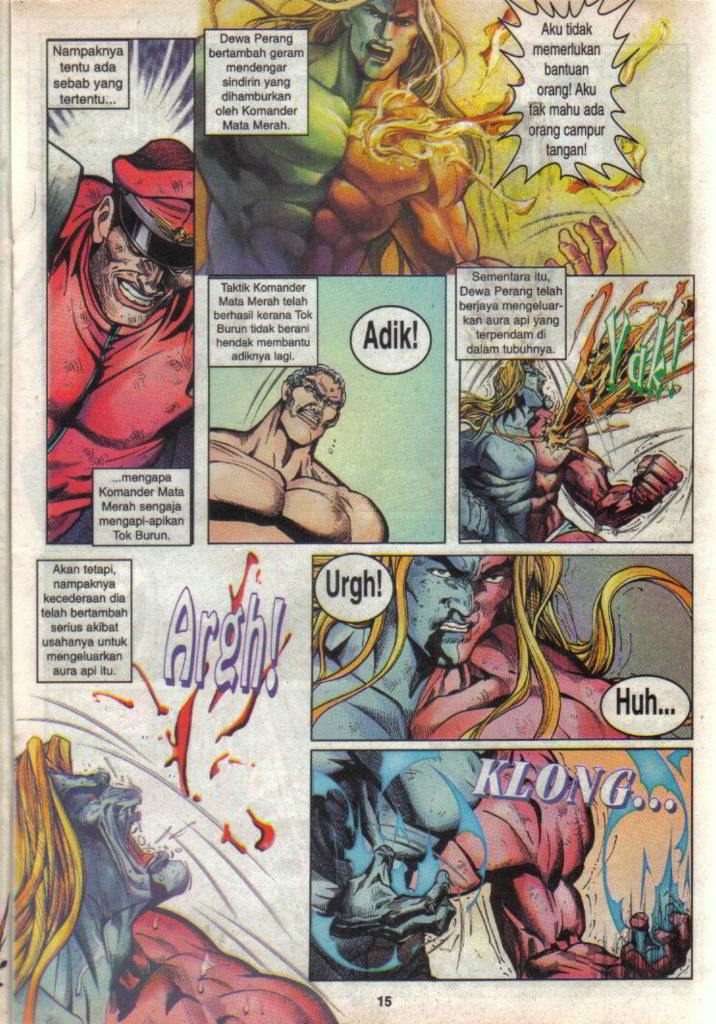 Nampaknya
tentu ada
sebab yang
tertentu...
...mengapa
Komander Mata
Merah sengaja
mengapi-apikan
Tok Burun.
Dewa Perang
bertambah geram
mendengar
sindirin yang
dihamburkan
oleh Komander
Mata Merah.
Aku tidak
memerlukan
bantuan
orang! Aku
tak mahu ada
orang campur
tangan!
Taktik Komander
Mata Merah telah
berhasil kerana Tok
Burun tidak berani
hendak membantu
adiknya lagi.
Adik!
Sementara itu,
Dewa Perang telah
berjaya mengeluar-
kan aura api yang
terpendam di
dalam tubuhnya.
Yak!
Akan tetapi,
nampaknya
kecederaan dia
telah bertambah
serius akibat
usahanya untuk
mengeluarkan
aura api itu.
Argh!
Urgh!
Huh...
KLONG...
15